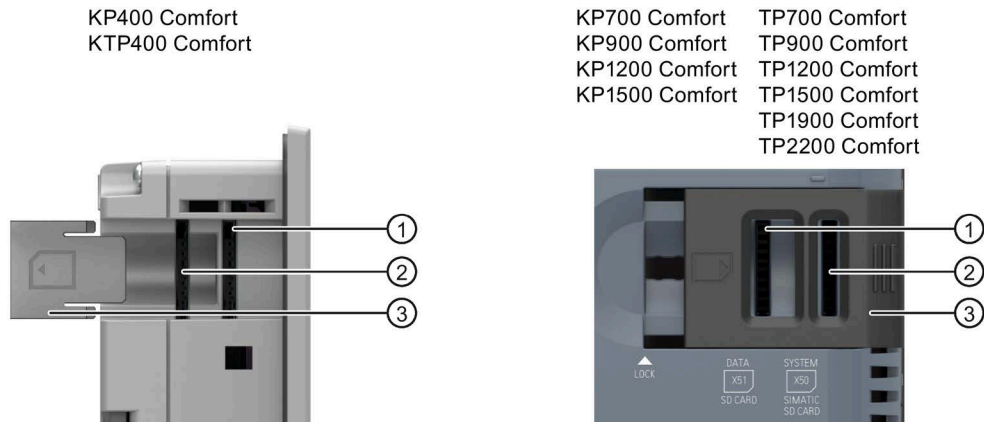 KP400 Comfort
KTP400 Comfort
KP700 Comfort TP700 Comfort
KP900 Comfort TP900 Comfort
KP1200 Comfort TP1200 Comfort
KP1500 Comfort TP1500 Comfort
TP1900 Comfort
TP2200 Comfort
1
2
3
1
2
3
LOCK
DATA SYSTEM
X51 X50
SD CARD SIMATIC
SD CARD